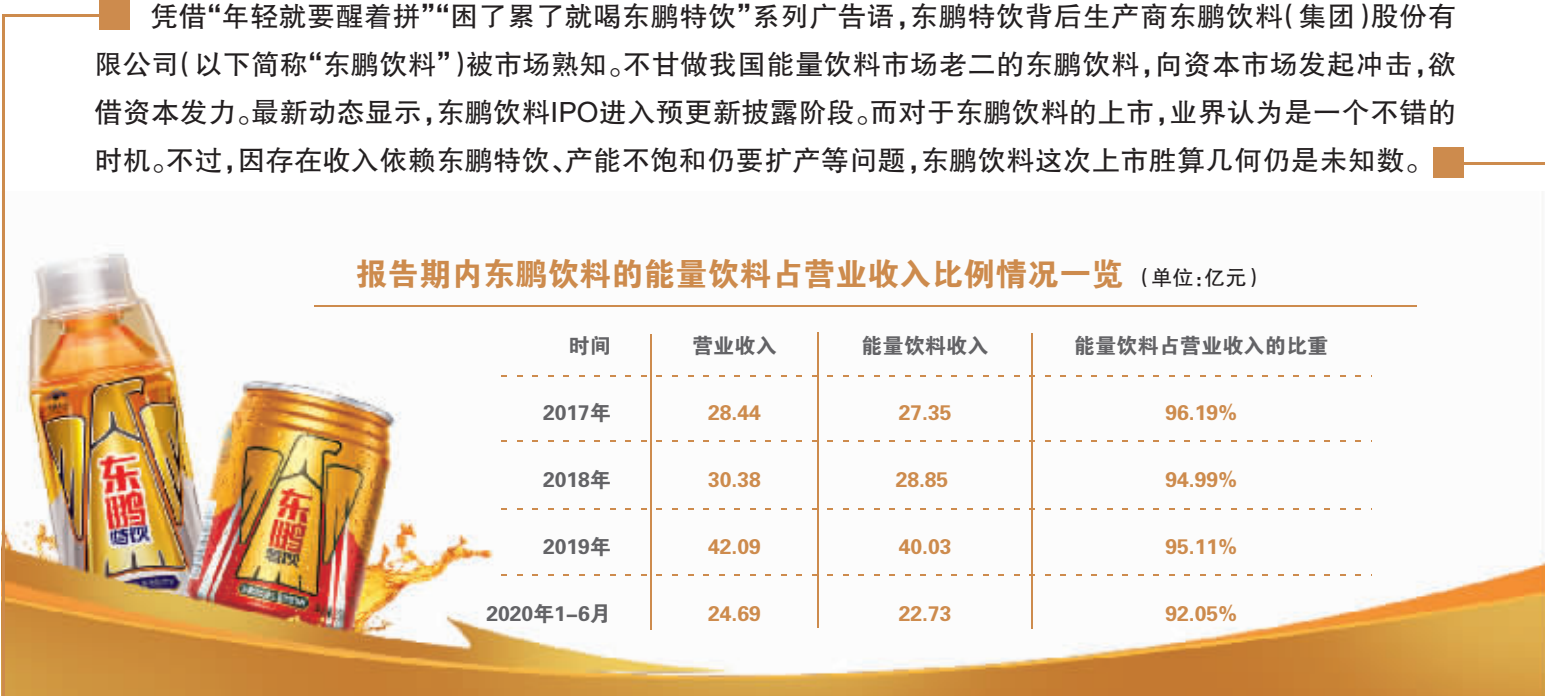 凭借“年轻就要醒着拼”“困了累了就喝东鹏特饮”系列广告语,东鹏特饮背后生产商东鹏饮料(集团)股份有
限公司(以下简称“东鹏饮料”)被市场熟知。不甘做我国能量饮料市场老二的东鹏饮料,向资本市场发起冲击,欲
借资本发力。最新动态显示,东鹏饮料IPO进入预更新披露阶段。而对于东鹏饮料的上市,业界认为是一个不错的
时机。不过,因存在收入依赖东鹏特饮、产能不饱和仍要扩产等问题,东鹏饮料这次上市胜算几何仍是未知数。
报告期内东鹏饮料的能量饮料占营业收入比例情况一览 (单位:亿元)
时间 营业收入 能量饮料收入 能量饮料占营业收入的比重
2017年 28.44 27.35 96.19%
2018年 30.38 28.85 94.99%
2019年 42.09 40.03 95.11%
2020年1-6月 24.69 22.73 92.05%
东鹏
特饮
东鹏
特饮